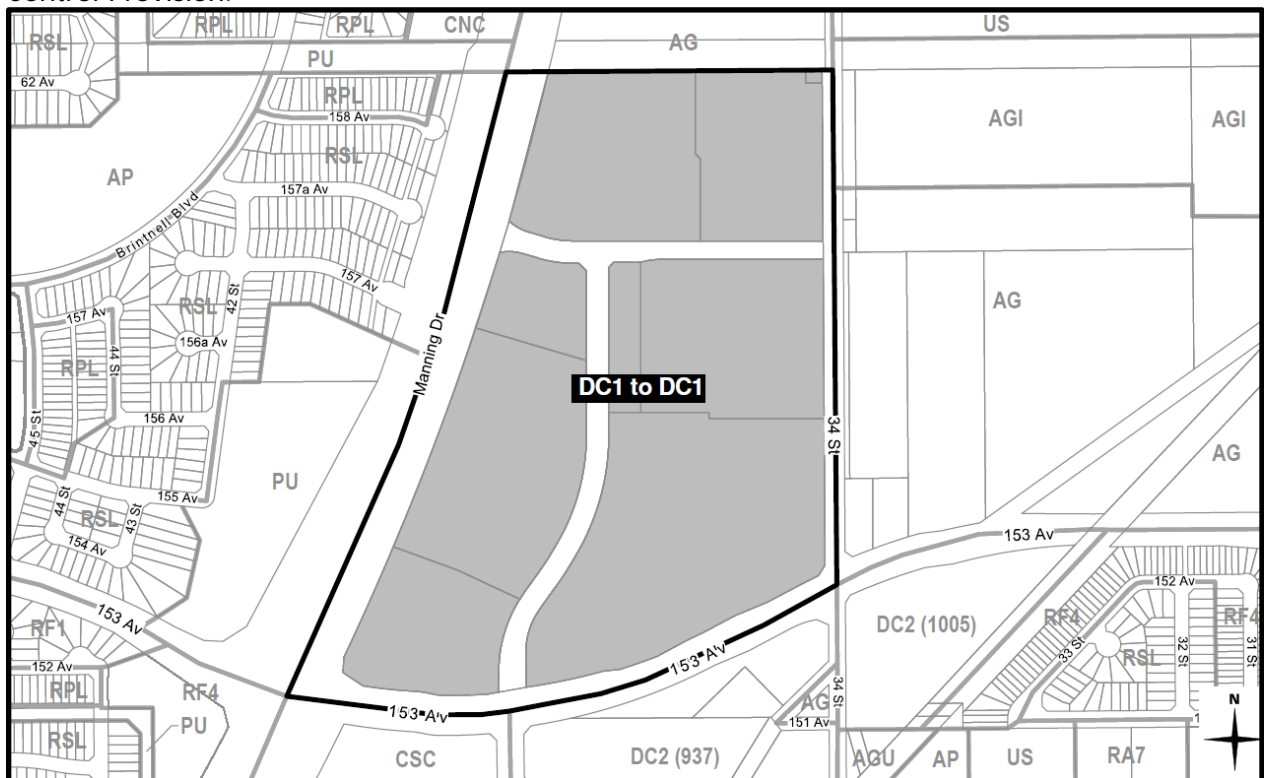 control Provision.
RSL
RPL
RPL
CNC
AG
US
PU
62 Av
RPL
158 Av
AGI
AGI
RSL
AP
157a Av
Brintnell Blvd
157 Av
RSL
42 St
AG
157 Av
156a Av
44 St
RPL
Manning Dr
DC1 to DC1
45 St
156 Av
34 St
AG
PU
155 Av
44 St
RSL
43 St
154 Av
153 Av
152 Av
153 Av
RF1
DC2 (1005)
RF4
RF4
33 St
RSL
32 St
31 St
152 Av
153 Av
RPL
RF4
34 St
N
153 Av
AG
PU
151 Av
RSL
CSC
DC2 (937)
AGU
AP
US
RA7